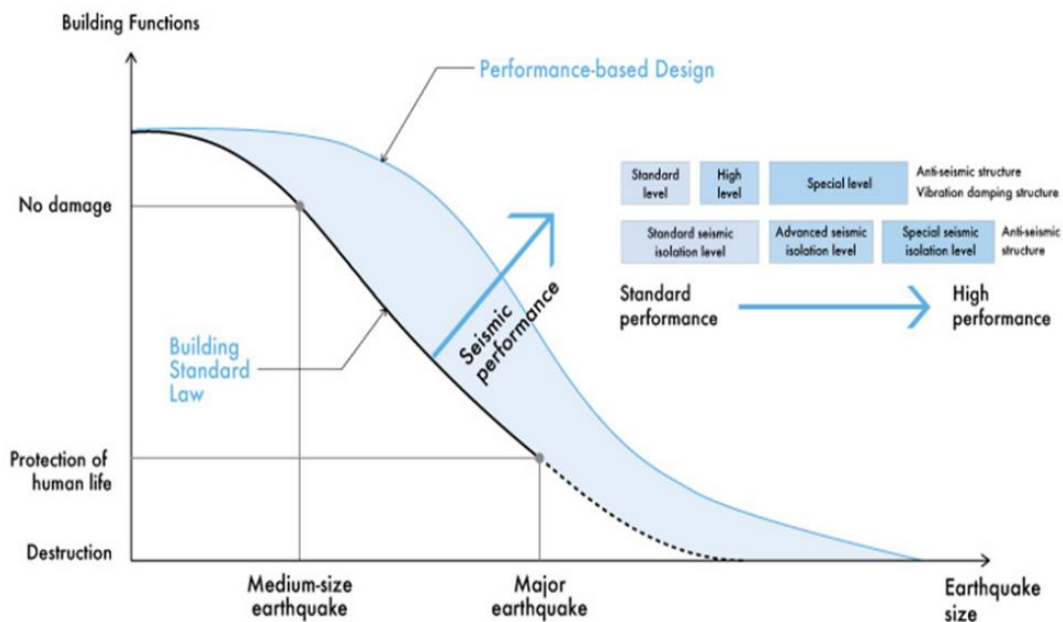 Building Functions
Performance-based Design
Standard
level
High
level
Special level
Anti-seismic structure
Vibration damping structure
No damage
Standard seismic
isolation level
Advanced seismic
isolation level
Special seismic
isolation level
Anti-seismic
structure
Standard
performance
High
performance
Seismic
performance
Building
Standard
Law
Protection of
human life
Destruction
Medium-size
earthquake
Major
earthquake
Earthquake
size